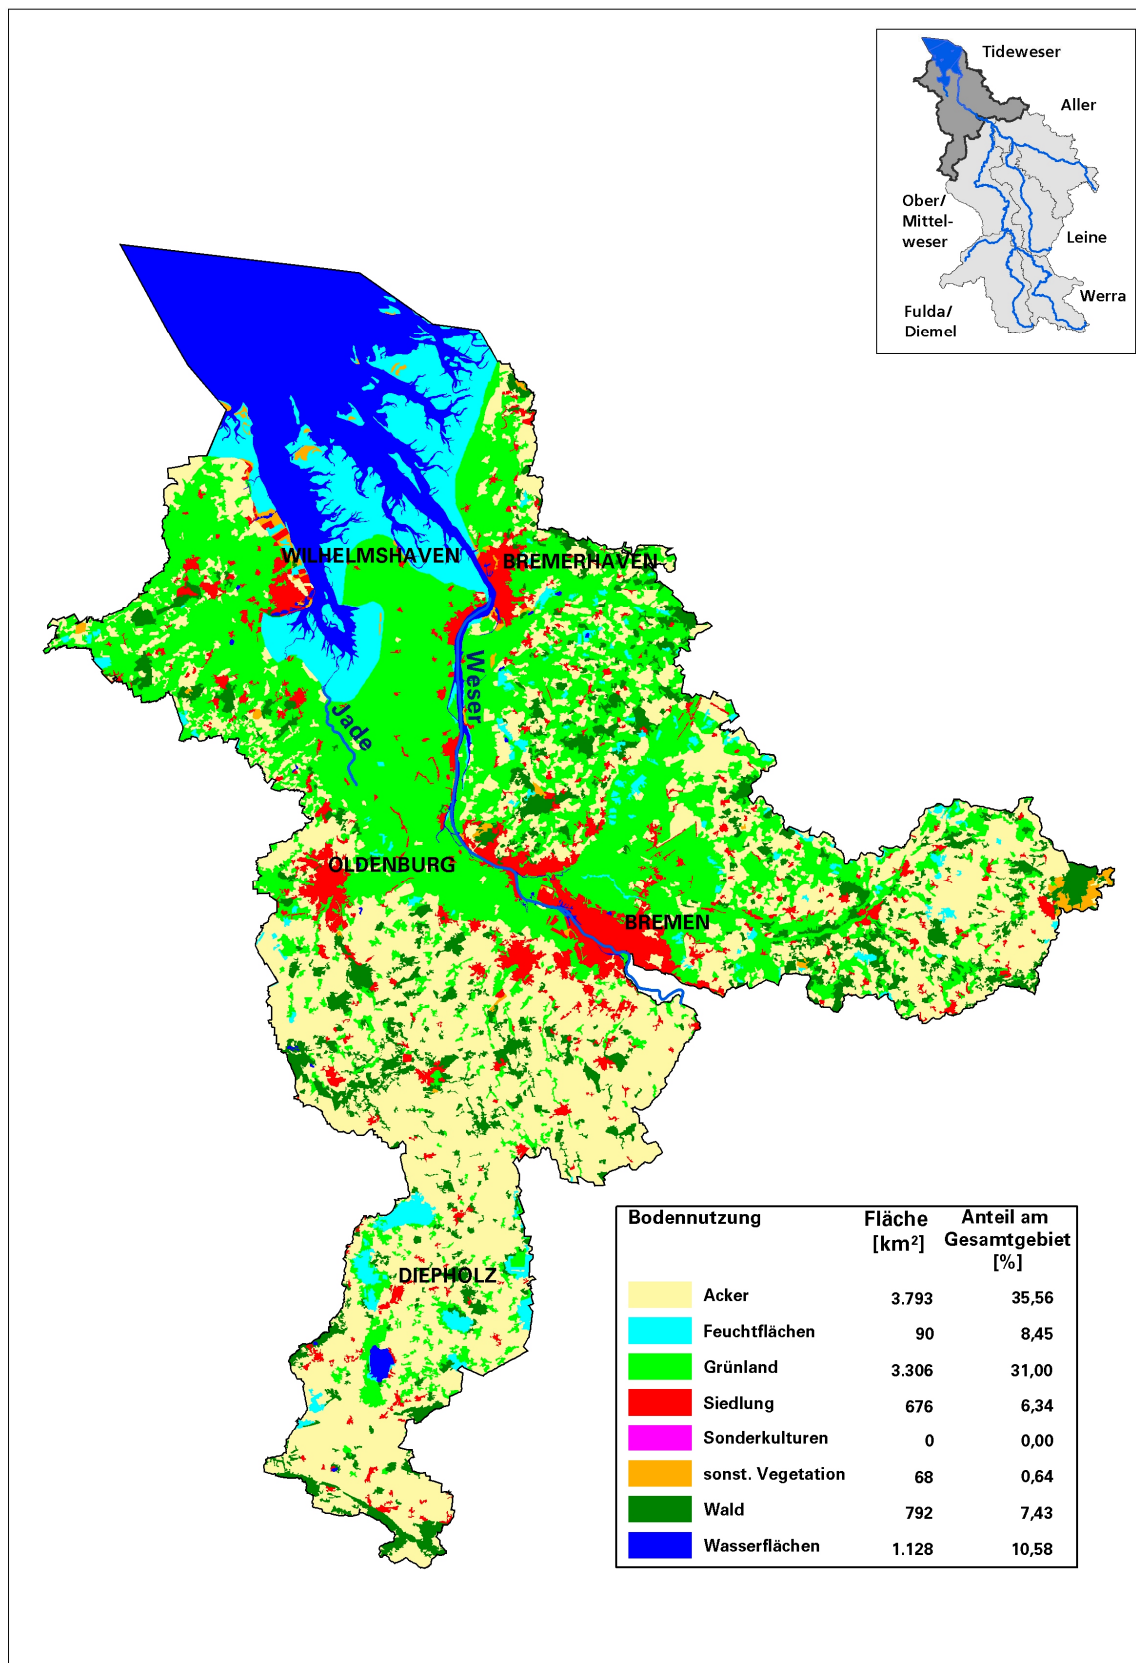 Tideweser
Aller
Ober/
Mittel-
weser
Leine
Werra
Fulda/
Diemel
WILHELMSHAVEN
BREMERHAVEN
Weser
Jade
OLDENBURG
BREMEN
DIEPHOLZ
Bodennutzung Fläche [km²] Anteil am Gesamtgebiet [%]
Acker 3.793 35,56
Feuchtflächen 90 8,45
Grünland 3.306 31,00
Siedlung 676 6,34
Sonderkulturen 0 0,00
sonst. Vegetation 68 0,64
Wald 792 7,43
Wasserflächen 1.128 10,58